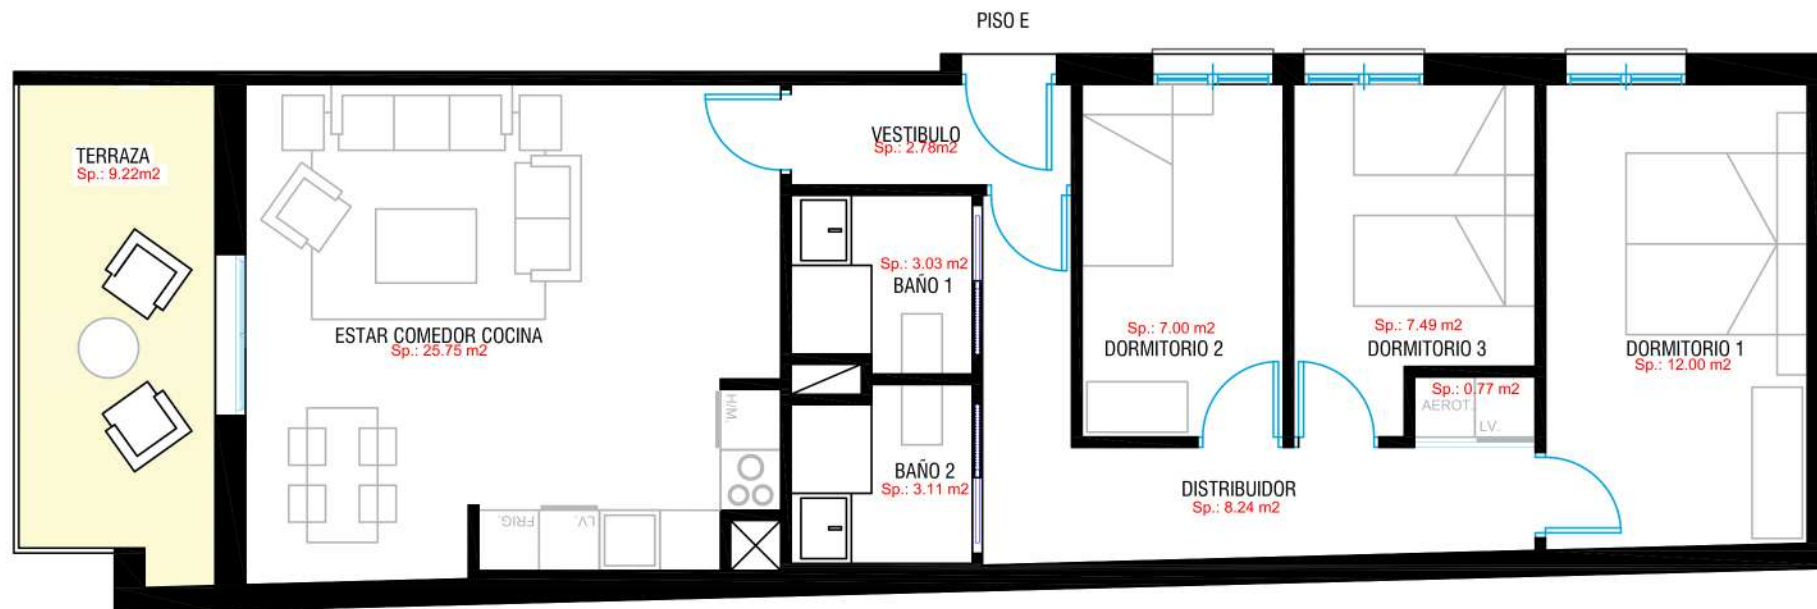 PISO E
TERRAZA
Sp.: 9.22m2
VESTIBULO
Sp.: 2.78m2
ESTAR COMEDOR COCINA
Sp.: 25.75 m2
Sp.: 3.03 m2
BAÑO 1
BAÑO 2
Sp.: 3.11 m2
Sp.: 7.00 m2
DORMITORIO 2
Sp.: 7.49 m2
DORMITORIO 3
Sp.: 0.77 m2
AEROT.
LV.
DORMITORIO 1
Sp.: 12.00 m2
DISTRIBUIDOR
Sp.: 8.24 m2
H/M.
FRIG.
LV.